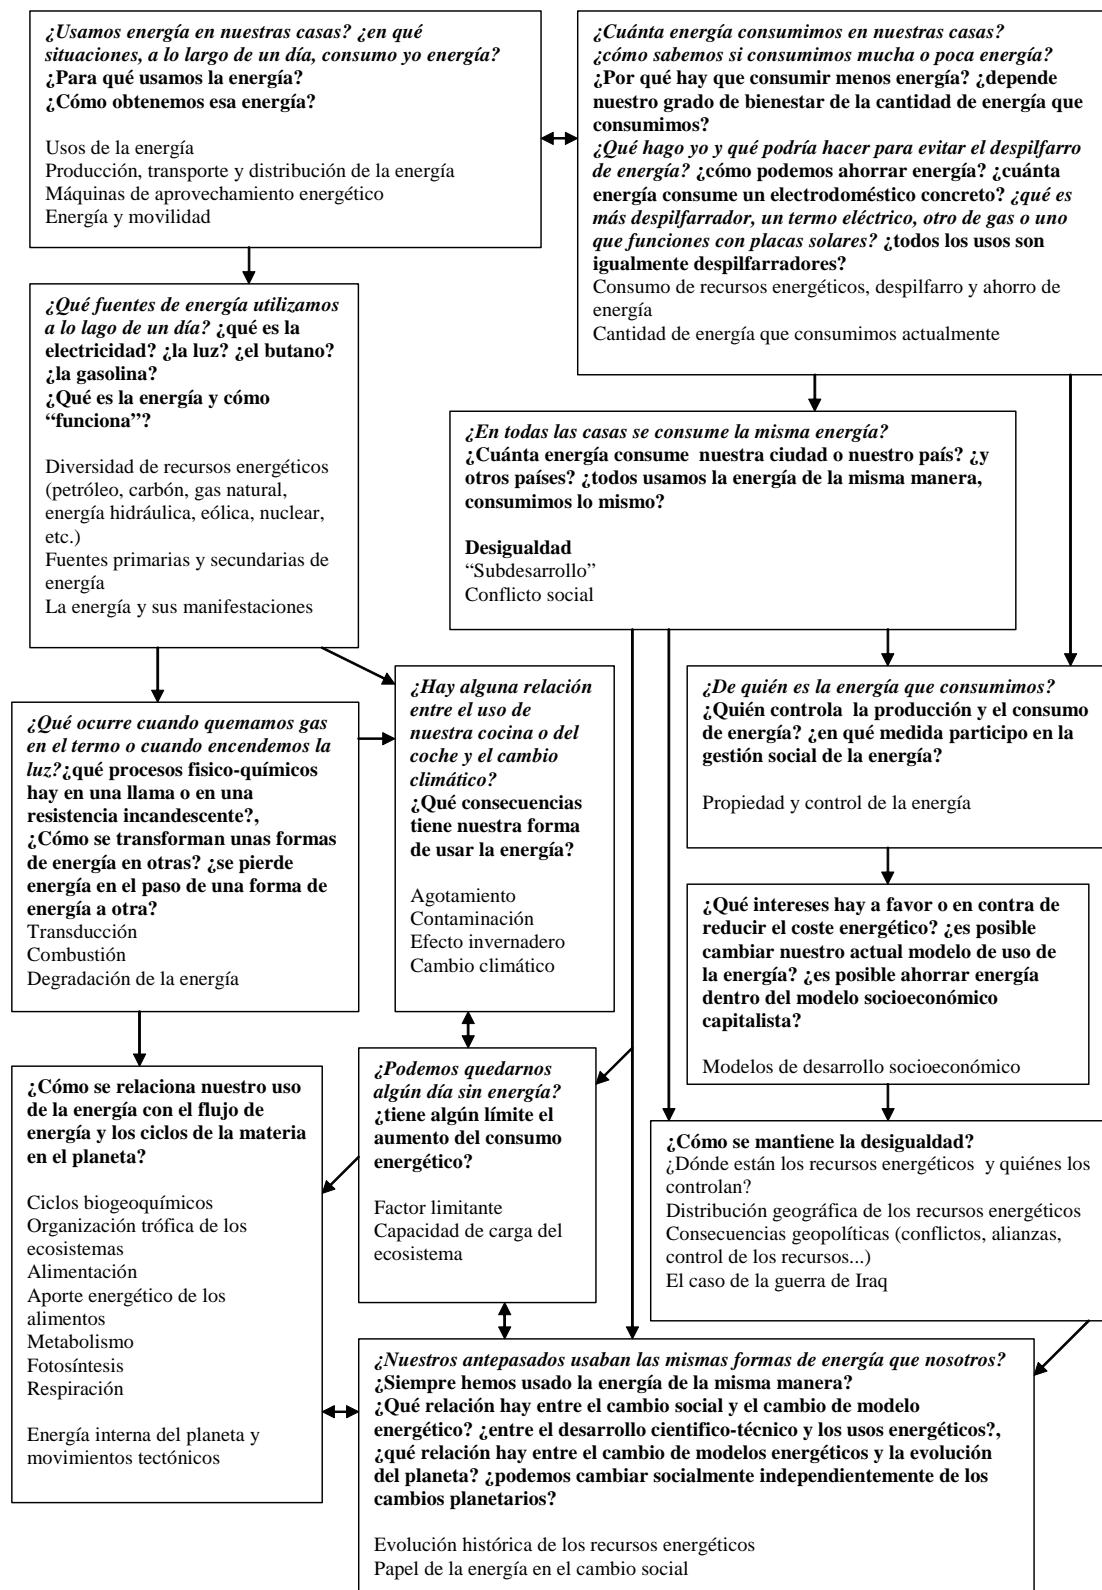 ¿Usamos energía en nuestras casas? ¿en qué
situaciones, a lo largo de un día, consumo yo energía?
¿Para qué usamos la energía?
¿Cómo obtenemos esa energía?
Usos de la energía
Producción, transporte y distribución de la energía
Máquinas de aprovechamiento energético
Energía y movilidad
¿Cuánta energía consumimos en nuestras casas?
¿cómo sabemos si consumimos mucha o poca energía?
¿Por qué hay que consumir menos energía? ¿depende
nuestro grado de bienestar de la cantidad de energía que
consumimos?
¿Qué hago yo y qué podría hacer para evitar el despilfarro
de energía? ¿cómo podemos ahorrar energía? ¿cuánta
energía consume un electrodoméstico concreto? ¿qué es
más despilfarrador, un termo eléctrico, otro de gas o uno
que funciones con placas solares? ¿todos los usos son
igualmente despilfarradores?
Consumo de recursos energéticos, despilfarro y ahorro de
energía
Cantidad de energía que consumimos actualmente
¿Qué fuentes de energía utilizamos
a lo lago de un día? ¿qué es la
electricidad? ¿la luz? ¿el butano?
¿la gasolina?
¿Qué es la energía y cómo
“funciona”?
Diversidad de recursos energéticos
(petróleo, carbón, gas natural,
energía hidráulica, eólica, nuclear,
etc.)
Fuentes primarias y secundarias de
energía
La energía y sus manifestaciones
¿En todas las casas se consume la misma energía?
¿Cuánta energía consume nuestra ciudad o nuestro país? ¿y
otros países? ¿todos usamos la energía de la misma manera,
consumimos lo mismo?
Desigualdad
“Subdesarrollo”
Conflicto social
¿Qué ocurre cuando quemamos gas
en el termo o cuando encendemos la
luz?¿qué procesos fisico-químicos
hay en una llama o en una
resistencia incandescente?,
¿Cómo se transforman unas formas
de energía en otras? ¿se pierde
energía en el paso de una forma de
energía a otra?
Transducción
Combustión
Degradación de la energía
¿Hay alguna relación
entre el uso de
nuestra cocina o del
coche y el cambio
climático?
¿Qué consecuencias
tiene nuestra forma
de usar la energía?
Agotamiento
Contaminación
Efecto invernadero
Cambio climático
¿De quién es la energía que consumimos?
¿Quién controla la producción y el consumo
de energía? ¿en qué medida participo en la
gestión social de la energía?
Propiedad y control de la energía
¿Qué intereses hay a favor o en contra de
reducir el coste energético? ¿es posible
cambiar nuestro actual modelo de uso de
la energía? ¿es posible ahorrar energía
dentro del modelo socioeconómico
capitalista?
Modelos de desarrollo socioeconómico
¿Cómo se relaciona nuestro uso
de la energía con el flujo de
energía y los ciclos de la materia
en el planeta?
Ciclos biogeoquímicos
Organización trófica de los
ecosistemas
Alimentación
Aporte energético de los
alimentos
Metabolismo
Fotosíntesis
Respiración
Energía interna del planeta y
movimientos tectónicos
¿Podemos quedarnos
algún día sin energía?
¿tiene algún límite el
aumento del consumo
energético?
Factor limitante
Capacidad de carga del
ecosistema
¿Cómo se mantiene la desigualdad?
¿Dónde están los recursos energéticos y quiénes los
controlan?
Distribución geográfica de los recursos energéticos
Consecuencias geopolíticas (conflictos, alianzas,
control de los recursos...)
El caso de la guerra de Iraq
¿Nuestros antepasados usaban las mismas formas de energía que nosotros?
¿Siempre hemos usado la energía de la misma manera?
¿Qué relación hay entre el cambio social y el cambio de modelo
energético? ¿entre el desarrollo cientifico-técnico y los usos energéticos?,
¿qué relación hay entre el cambio de modelos energéticos y la evolución
del planeta? ¿podemos cambiar socialmente independientemente de los
cambios planetarios?
Evolución histórica de los recursos energéticos
Papel de la energía en el cambio social